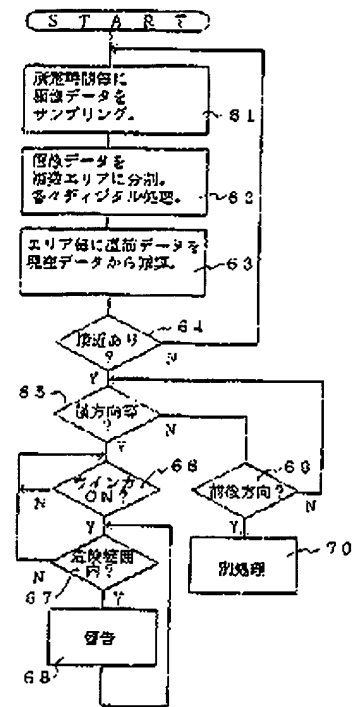 START
所定時間毎に
画像データを
サンプリング。
61
画像データを
複数エリアに分割。
各々ディジタル処理。
62
エリア毎に直前データを
現在データから減算。
63
接近あり
?
64
N
Y
横方向等
?
65
N
Y
ウインカ
ON?
66
N
Y
前後方向?
69
N
Y
危険範囲
内?
67
N
Y
別処理
70
警告
68